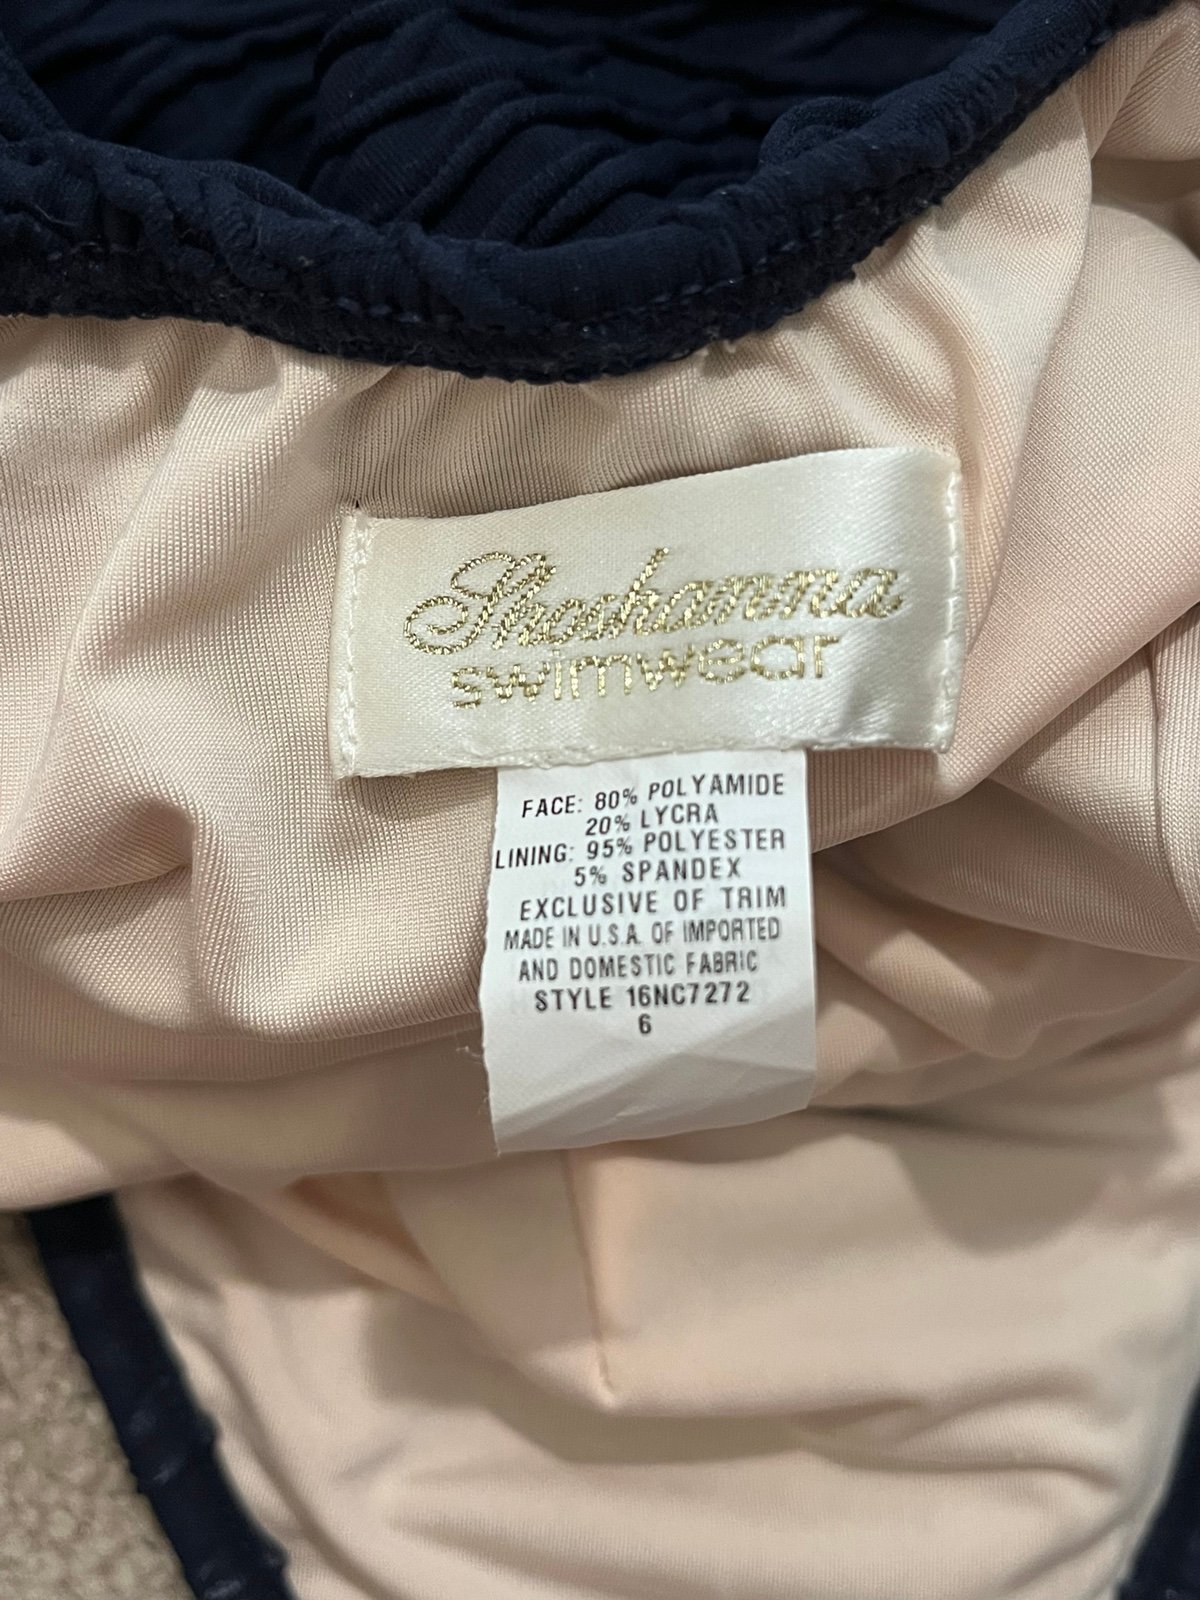 Shoshanna
swimwear
FACE: 80% POLYAMIDE
20% LYCRA
LINING: 95% POLYESTER
5% SPANDEX
EXCLUSIVE OF TRIM
MADE IN U.S.A. OF IMPORTED
AND DOMESTIC FABRIC
STYLE 16NC7272
6